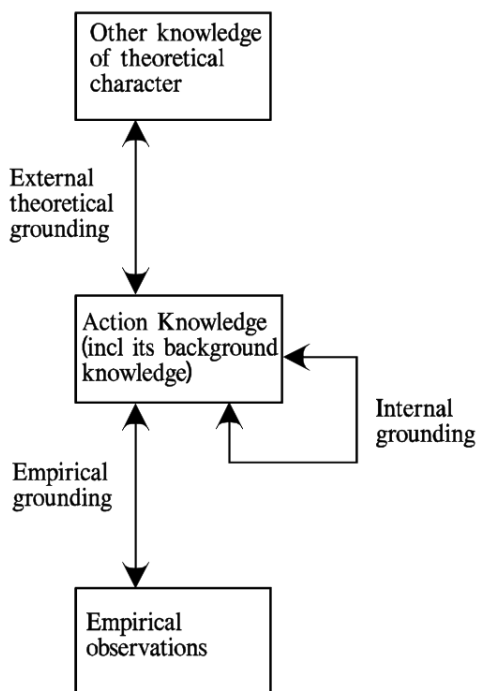 Other knowledge
of theoretical
character
External
theoretical
grounding
Action Knowledge
(incl its background
knowledge)
Internal
grounding
Empirical
grounding
Empirical
observations